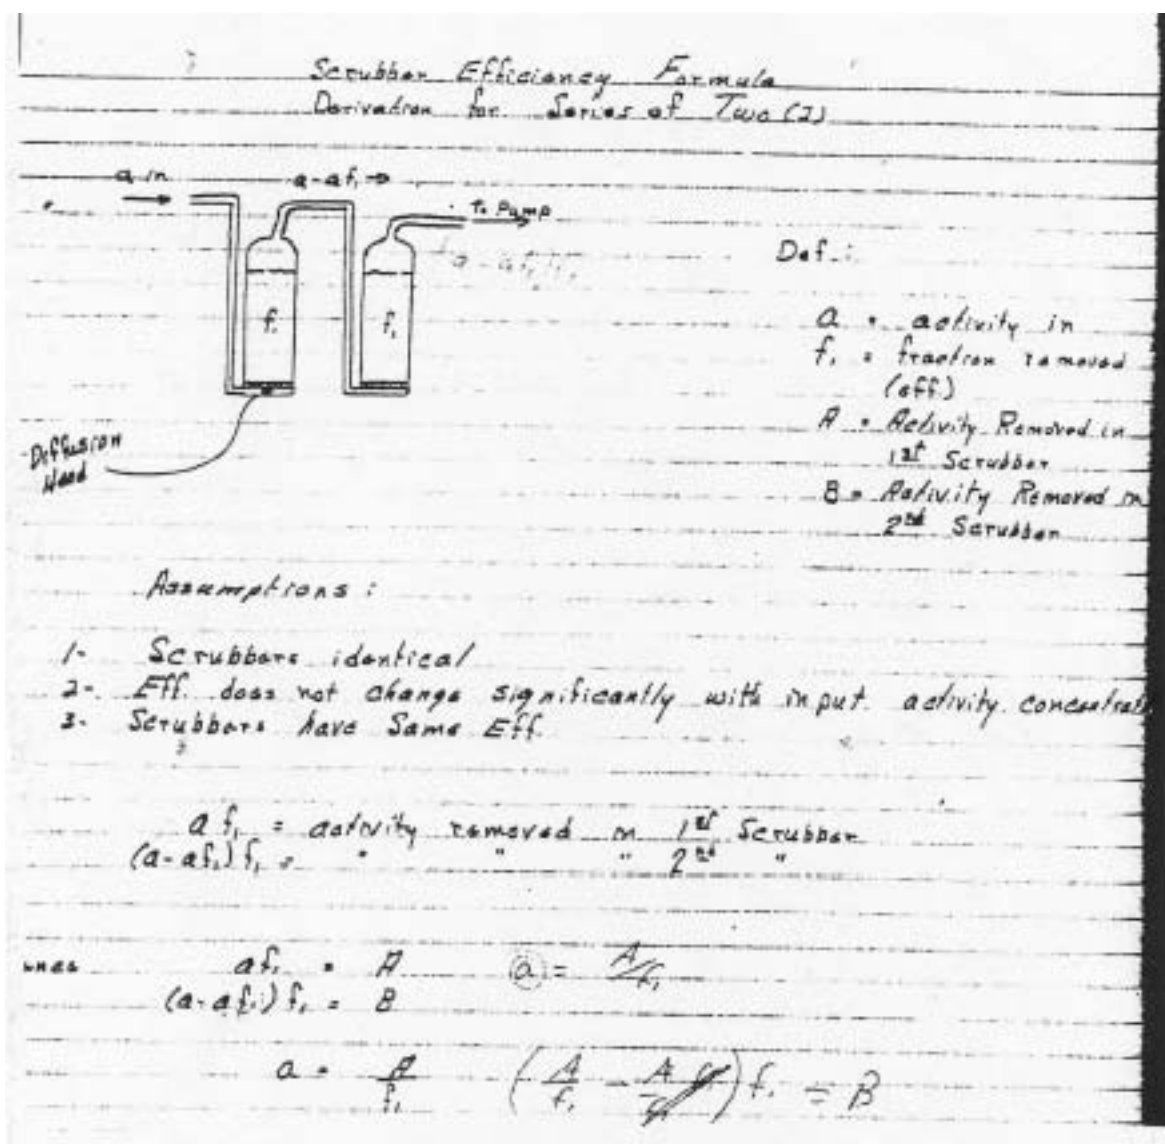 Scrubber Efficiency Formula
Derivation for Series of Two (2)
a in
a-af₁ →
To Pump
f₁
f₁
Diffusion
Head
Def.:
a = activity in
f₁ = fraction removed
(eff.)
A = Activity Removed in
1st Scrubber
B = Activity Removed in
2nd Scrubber
Assumptions:
1- Scrubbers identical
2- Eff. does not change significantly with input activity
3- Scrubbers have Same Eff.
af₁ = activity removed in 1st Scrubber
(a-af₁)f₁ = " " " 2nd "
af₁ = A a = A/f₁
(a-af₁)f₁ = B
a = A/f₁ (A/f₁ - A f₁/f₁) f₁ = B